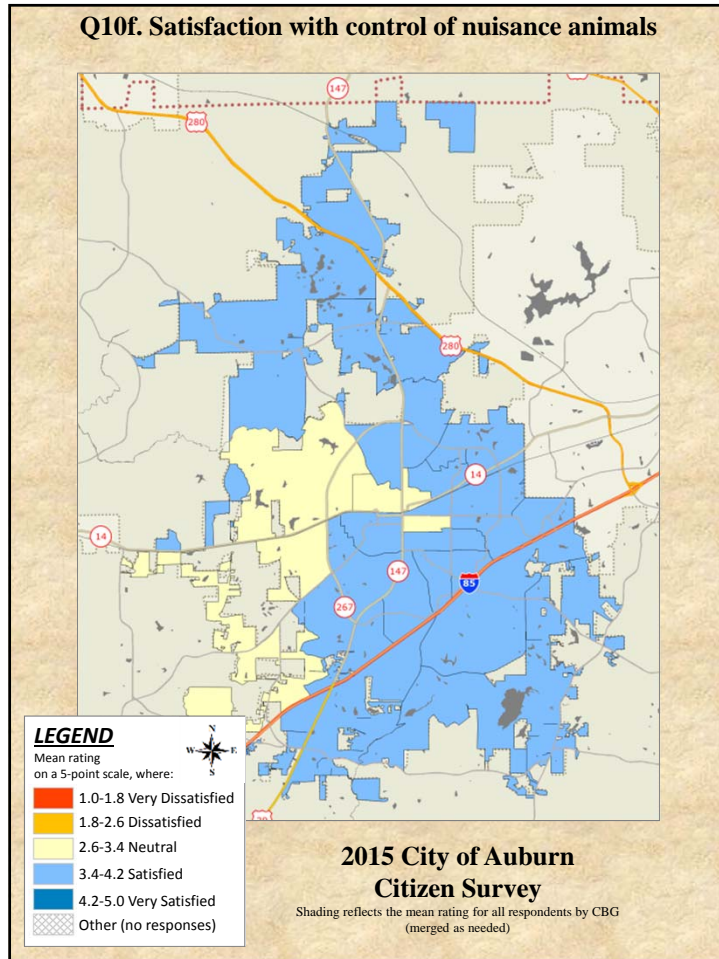 Q10f. Satisfaction with control of nuisance animals
147
280
280
14
14
147
85
267
LEGEND
Mean rating
on a 5-point scale, where:
N
W E
S
1.0-1.8 Very Dissatisfied
1.8-2.6 Dissatisfied
2.6-3.4 Neutral
3.4-4.2 Satisfied
4.2-5.0 Very Satisfied
Other (no responses)
2015 City of Auburn
Citizen Survey
Shading reflects the mean rating for all respondents by CBG
(merged as needed)